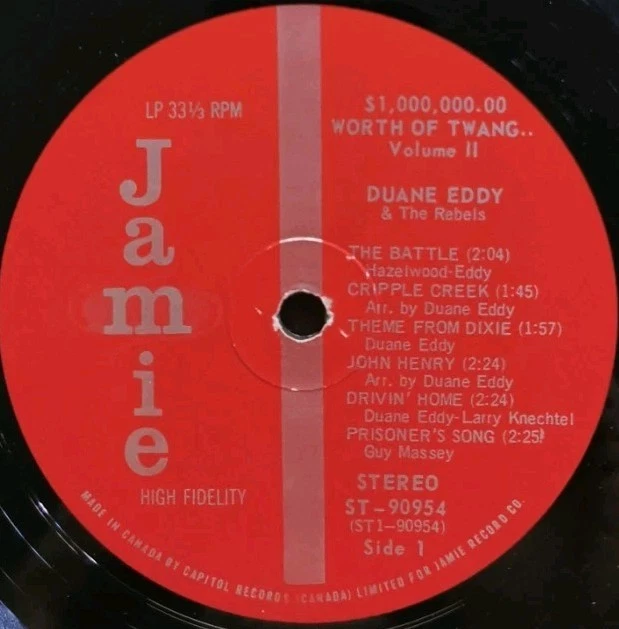 LP 33⅓ RPM
Jamie
HIGH FIDELITY
$1,000,000.00
WORTH OF TWANG..
Volume II
DUANE EDDY
& The Rebels
THE BATTLE (2:04)
Hazelwood-Eddy
CRIPPLE CREEK (1:45)
Arr. by Duane Eddy
THEME FROM DIXIE (1:57)
Duane Eddy
JOHN HENRY (2:24)
Arr. by Duane Eddy
DRIVIN' HOME (2:24)
Duane Eddy-Larry Knechtel
PRISONER'S SONG (2:25)
Guy Massey
STEREO
ST-90954
(ST1-90954)
Side 1
MADE IN CANADA BY CAPITOL RECORDS (CANADA) LIMITED FOR JAMIE RECORD CO.